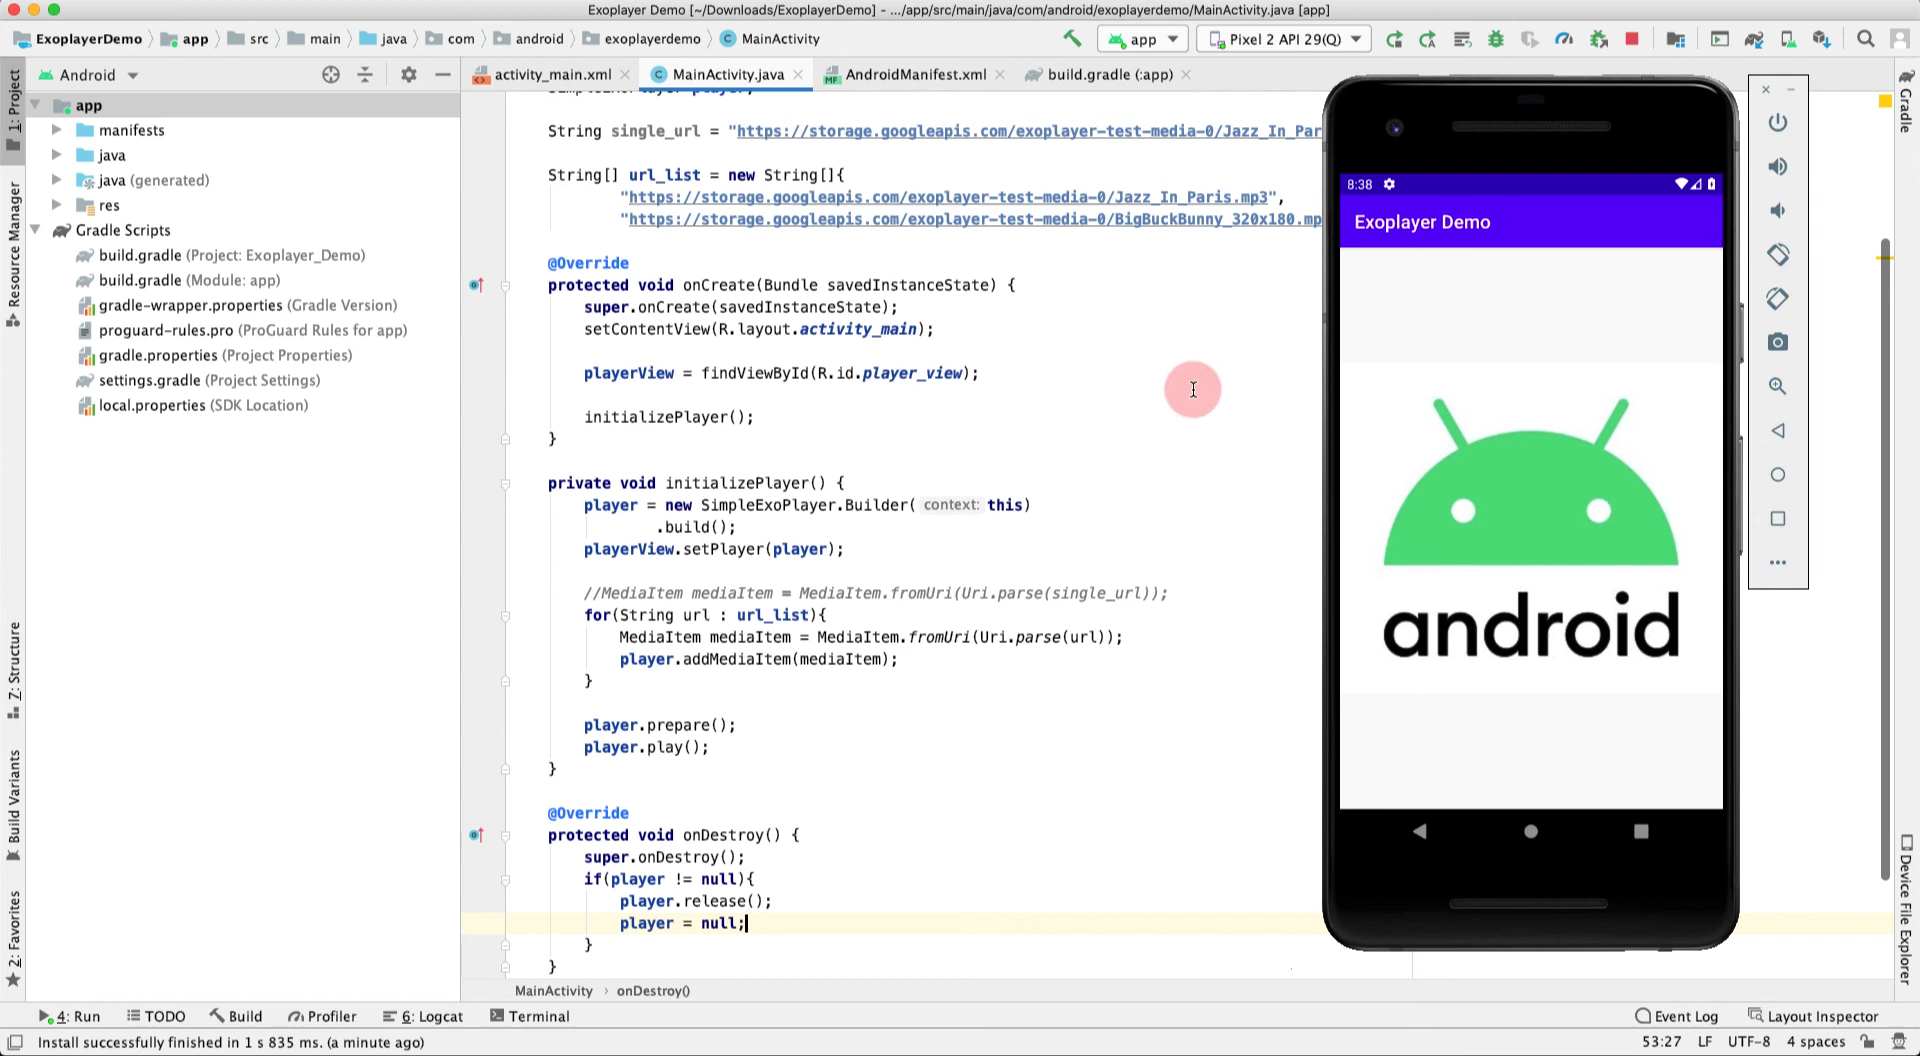 Exoplayer Demo [~/Downloads/ExoplayerDemo] - .../app/src/main/java/com/android/exoplayerdemo/MainActivity.java [app]
ExoplayerDemo app src main java com android exoplayerdemo MainActivity
app Pixel 2 API 29(Q)
Android
activity_main.xml MainActivity.java AndroidManifest.xml build.gradle (:app)
1: Project
Resource Manager
Z: Structure
Build Variants
2: Favorites
app
manifests
java
java (generated)
res
Gradle Scripts
build.gradle (Project: Exoplayer_Demo)
build.gradle (Module: app)
gradle-wrapper.properties (Gradle Version)
proguard-rules.pro (ProGuard Rules for app)
gradle.properties (Project Properties)
settings.gradle (Project Settings)
local.properties (SDK Location)
String single_url = "https://storage.googleapis.com/exoplayer-test-media-0/Jazz_In_Par
String[] url_list = new String[]{
"https://storage.googleapis.com/exoplayer-test-media-0/Jazz_In_Paris.mp3",
"https://storage.googleapis.com/exoplayer-test-media-0/BigBuckBunny_320x180.mp
@Override
protected void onCreate(Bundle savedInstanceState) {
super.onCreate(savedInstanceState);
setContentView(R.layout.activity_main);
playerView = findViewById(R.id.player_view);
initializePlayer();
}
private void initializePlayer() {
player = new SimpleExoPlayer.Builder( context: this)
.build();
playerView.setPlayer(player);
//MediaItem mediaItem = MediaItem.fromUri(Uri.parse(single_url));
for(String url : url_list){
MediaItem mediaItem = MediaItem.fromUri(Uri.parse(url));
player.addMediaItem(mediaItem);
}
player.prepare();
player.play();
}
@Override
protected void onDestroy() {
super.onDestroy();
if(player != null){
player.release();
player = null;
}
}
MainActivity onDestroy()
8:38
Exoplayer Demo
android
Gradle
Device File Explorer
4: Run TODO Build Profiler 6: Logcat Terminal Event Log Layout Inspector
Install successfully finished in 1 s 835 ms. (a minute ago) 53:27 LF UTF-8 4 spaces